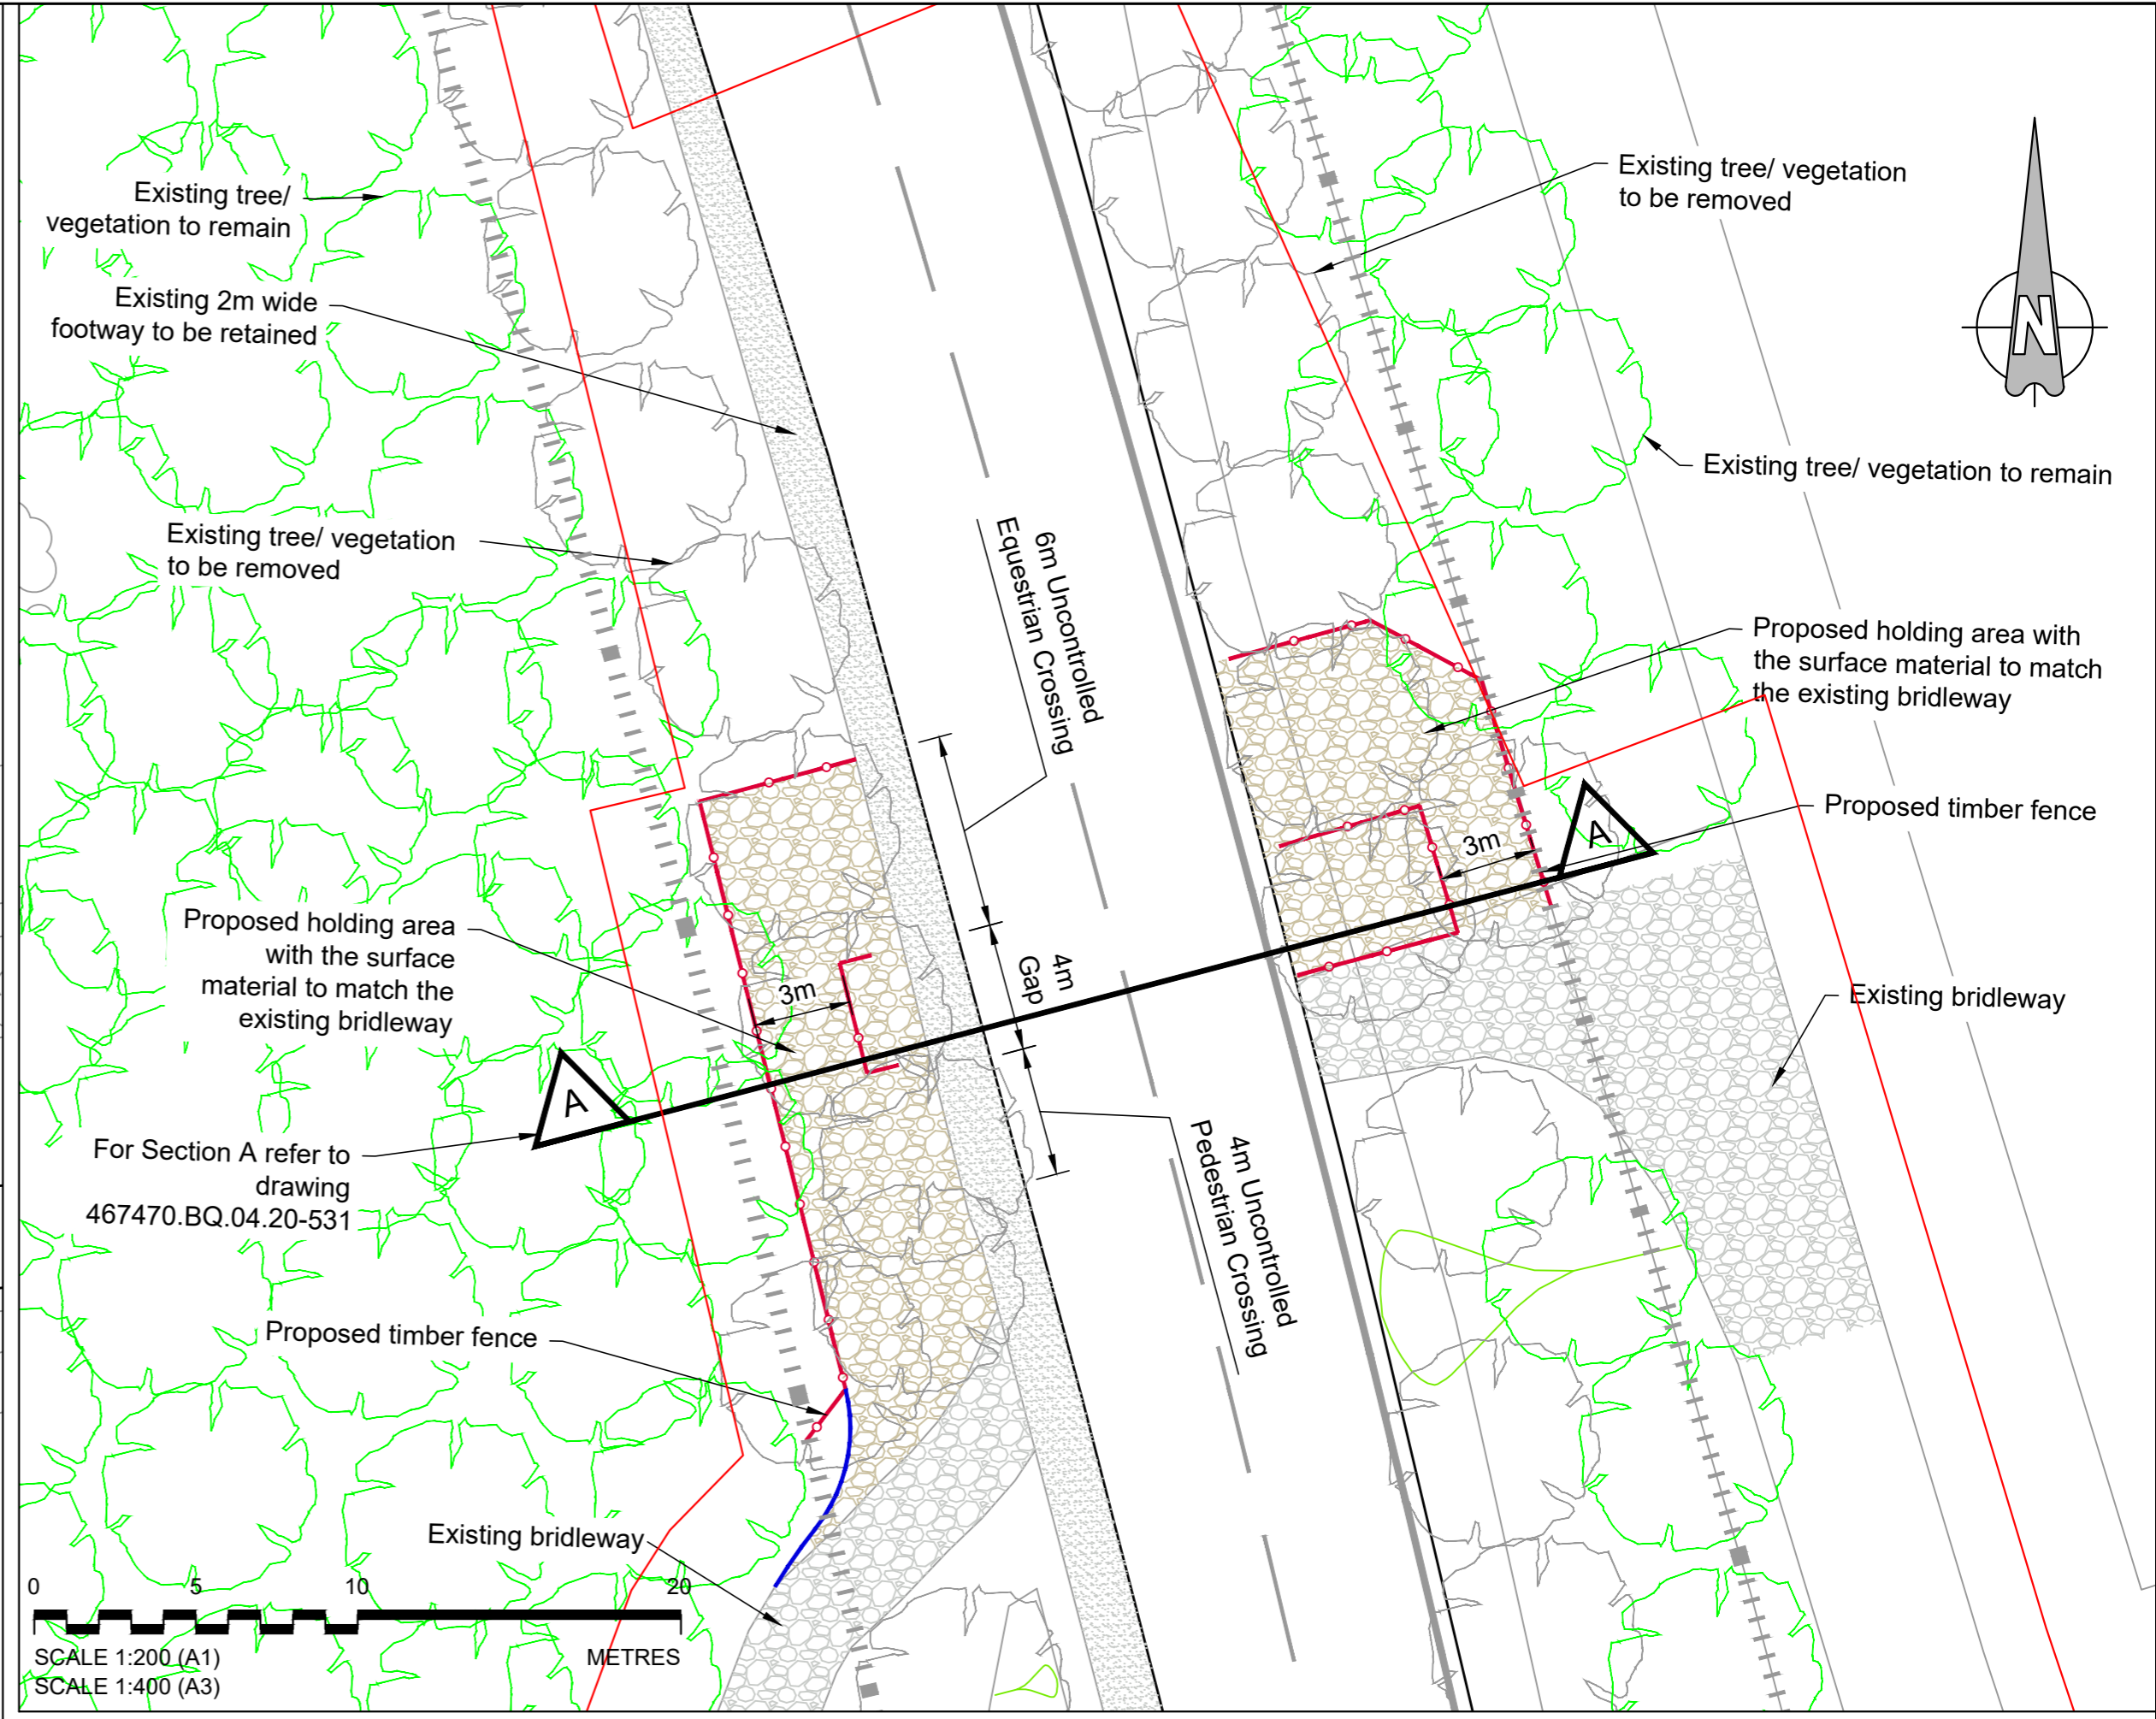 Existing tree/
vegetation to remain
Existing 2m wide
footway to be retained
Existing tree/ vegetation
to be removed
Proposed holding area
with the surface
material to match the
existing bridleway
A
For Section A refer to
drawing
467470.BQ.04.20-531
Proposed timber fence
Existing bridleway
0 5 10 20
SCALE 1:200 (A1)
METRES
SCALE 1:400 (A3)
3m
6m Uncontrolled
Equestrian Crossing
4m
Gap
4m Uncontrolled
Pedestrian Crossing
Existing tree/ vegetation
to be removed
N
Existing tree/ vegetation to remain
Proposed holding area with
the surface material to match
the existing bridleway
Proposed timber fence
3m
A
Existing bridleway